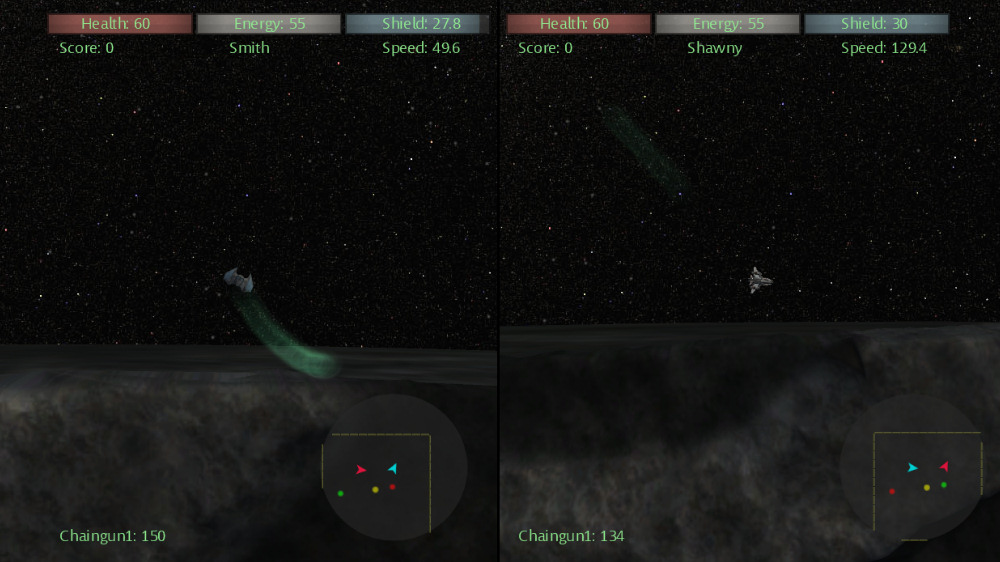 Health: 60 Energy: 55 Shield: 27.8
Score: 0 Smith Speed: 49.6
Chaingun1: 150
Health: 60 Energy: 55 Shield: 30
Score: 0 Shawny Speed: 129.4
Chaingun1: 134